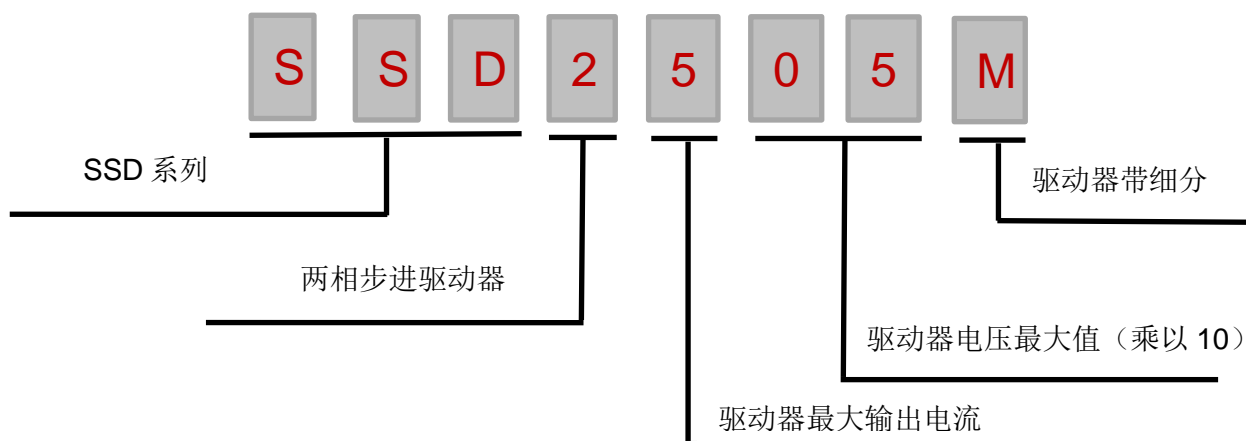 S S D 2 5 0 5 M
SSD 系列
驱动器带细分
两相步进驱动器
驱动器电压最大值（乘以 10）
驱动器最大输出电流